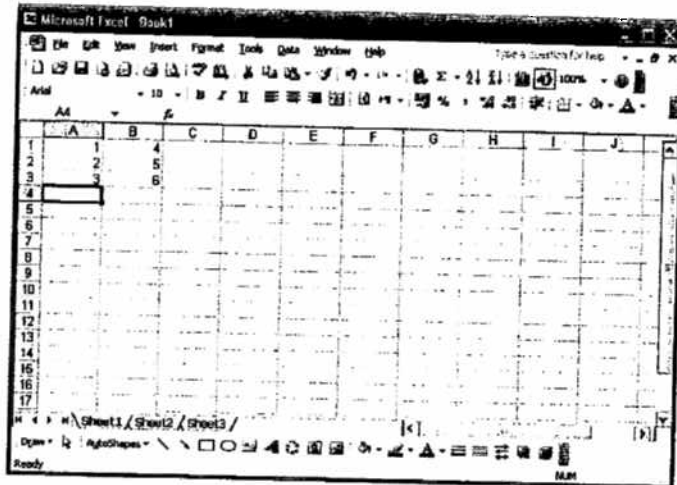 Microsoft Excel - Book1
File Edit View Insert Format Tools Data Window Help Type a question for help
100%
Arial 10 B I U %
A4 fx
A B C D E F G H I J
1 1 4
2 2 5
3 3 6
4
5
6
7
8
9
10
11
12
13
14
15
16
17
Sheet1 Sheet2 Sheet3
Draw AutoShapes
Ready NUM